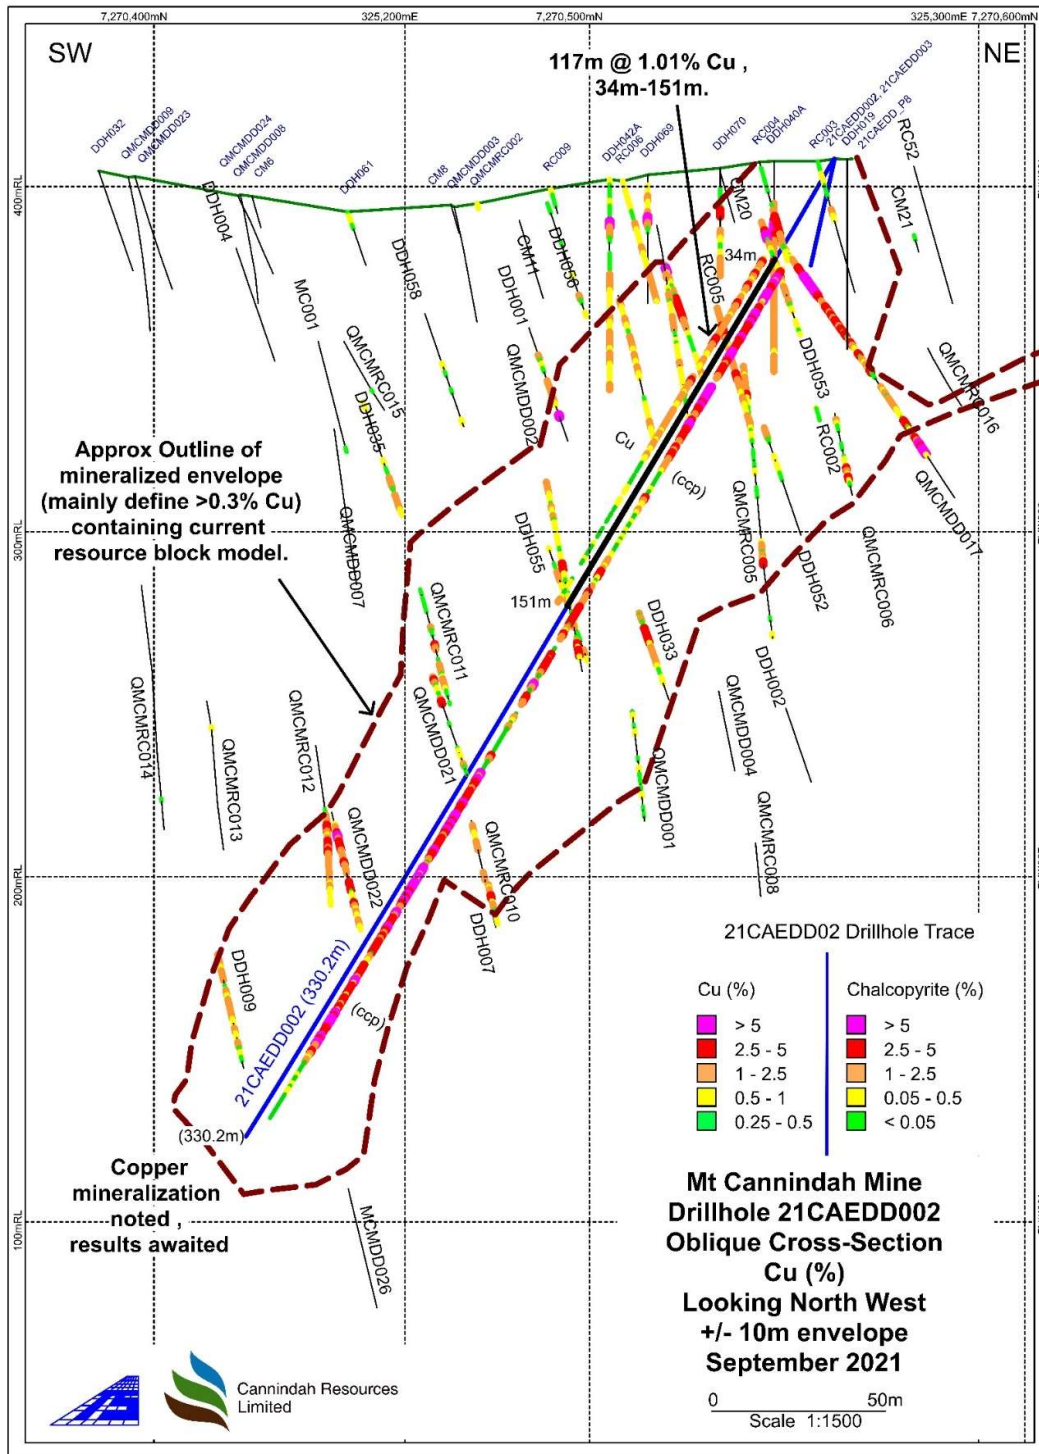 7,270,400mN
325,200mE
7,270,500mN
325,300mE 7,270,600mN
SW
NE
117m @ 1.01% Cu ,
34m-151m.
DDH032
QMCMDD009
QMCMDD023
QMCMDD024
QMCMDD008
CM6
DDH061
CM8
QMCMDD003
QMCMRC002
RC009
DDH042A
RC006
DDH069
DDH070
RC004
DDH040A
RC003
21CAEDD002, 21CAEDD003
DDH019
21CAEDD_P8
RC52
400mRL
DDH004
DDH058
CM11
DDH056
CM20
CM21
34m
MC001
DDH001
RC005
QMCMRC015
QMCMDD002
DDH053
QMCMRC016
DDH035
Cu
(ccp)
RC002
Approx Outline of
mineralized envelope
(mainly define >0.3% Cu)
containing current
resource block model.
300mRL
QMCMDD007
DDH055
QMCMRC005
DDH052
QMCMRC006
QMCMDD017
151m
QMCMRC011
DDH033
DDH002
QMCMRC014
QMCMRC013
QMCMRC012
QMCMDD021
QMCMDD004
QMCMDD001
QMCMDD022
QMCMRC010
QMCMRC008
200mRL
DDH007
DDH009
21CAEDD002 (330.2m)
(ccp)
(330.2m)
21CAEDD02 Drillhole Trace
Cu (%)
Chalcopyrite (%)
> 5
> 5
2.5 - 5
2.5 - 5
1 - 2.5
1 - 2.5
0.5 - 1
0.05 - 0.5
0.25 - 0.5
< 0.05
Copper
mineralization
noted ,
results awaited
100mRL
MCMDD026
Mt Cannindah Mine
Drillhole 21CAEDD002
Oblique Cross-Section
Cu (%)
Looking North West
+/- 10m envelope
September 2021
0 50m
Scale 1:1500
Cannindah Resources
Limited